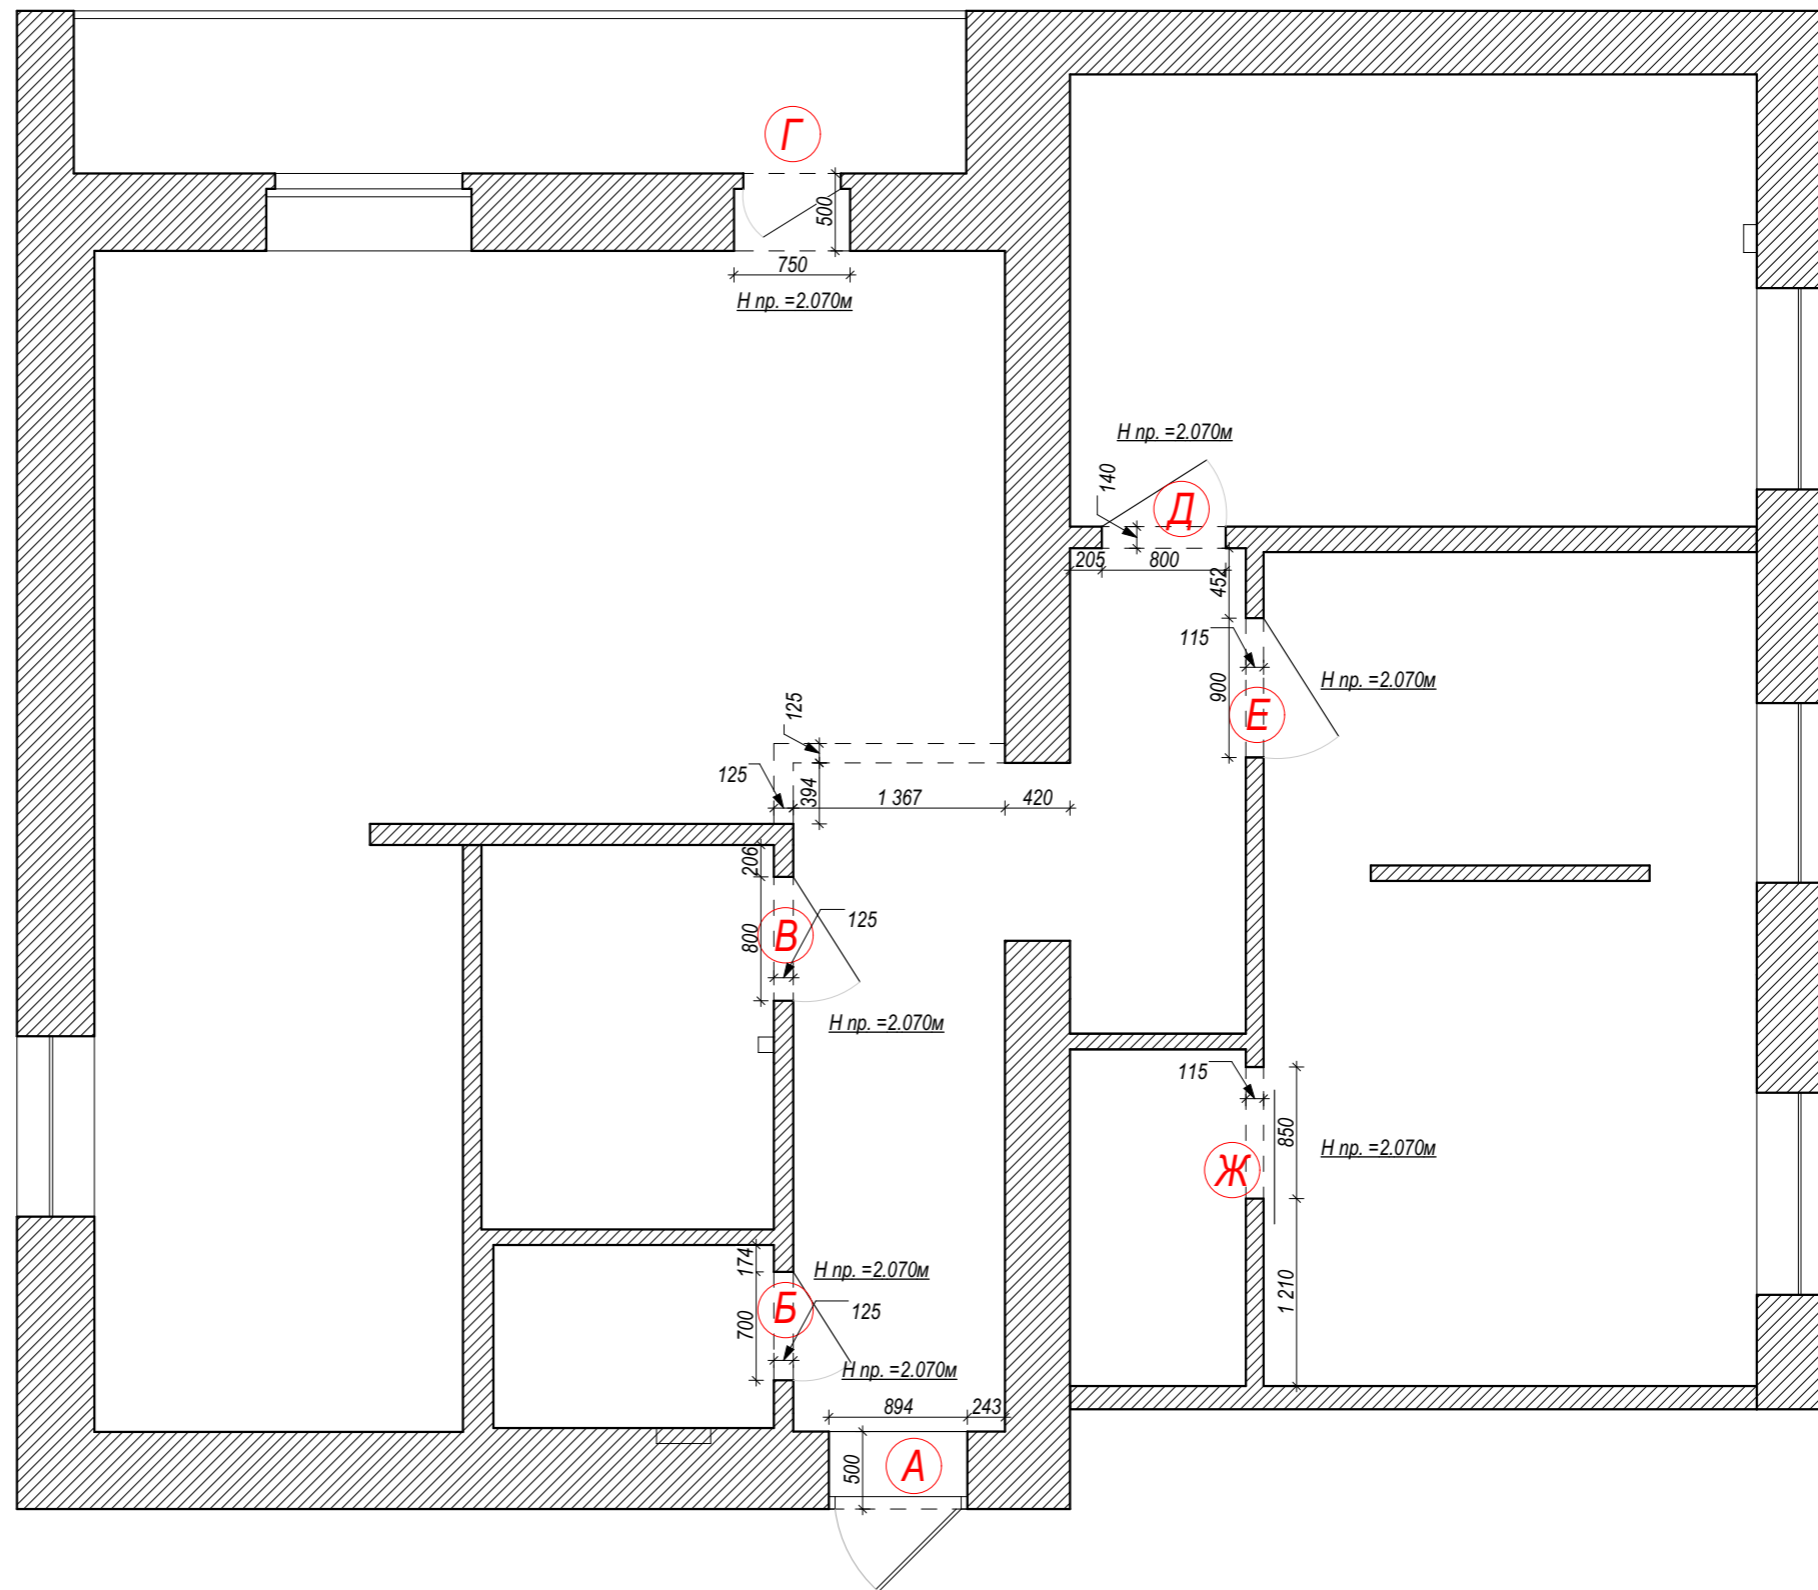 Г
500
750
Н пр. =2.070м
Н пр. =2.070м
140
Д
205
800
452
115
900
Н пр. =2.070м
Е
125
125
394
1 367
420
206
В
125
800
Н пр. =2.070м
115
850
Н пр. =2.070м
Ж
174
Н пр. =2.070м
Б
125
700
1 210
Н пр. =2.070м
894
243
500
А